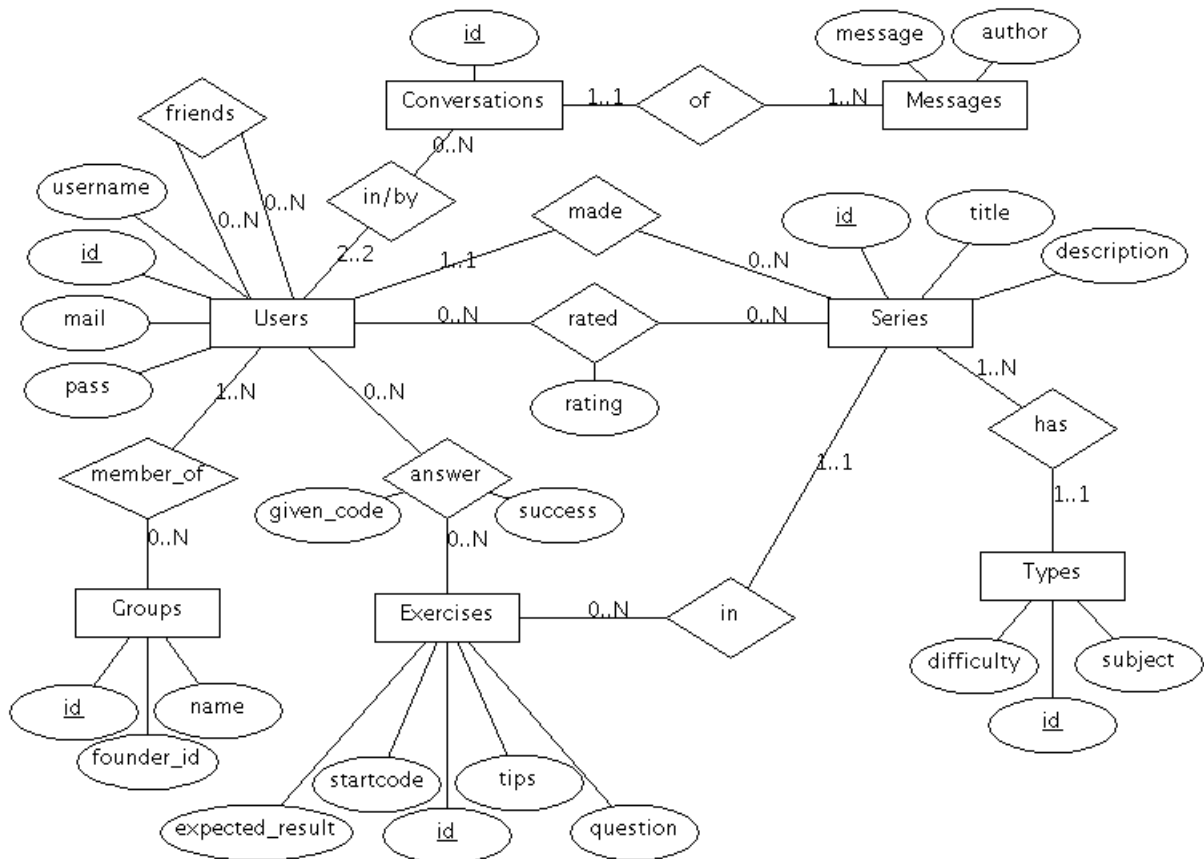 id
message
author
Conversations
1..1
of
1..N
Messages
friends
0..N
username
in/by
made
id
title
0..N
0..N
id
2..2
1..1
0..N
description
mail
Users
0..N
rated
0..N
Series
pass
1..N
0..N
rating
1..N
has
member_of
answer
1..1
given_code
success
0..N
0..N
1..1
Groups
Exercises
0..N
in
Types
difficulty
subject
id
name
id
founder_id
startcode
tips
expected_result
id
question